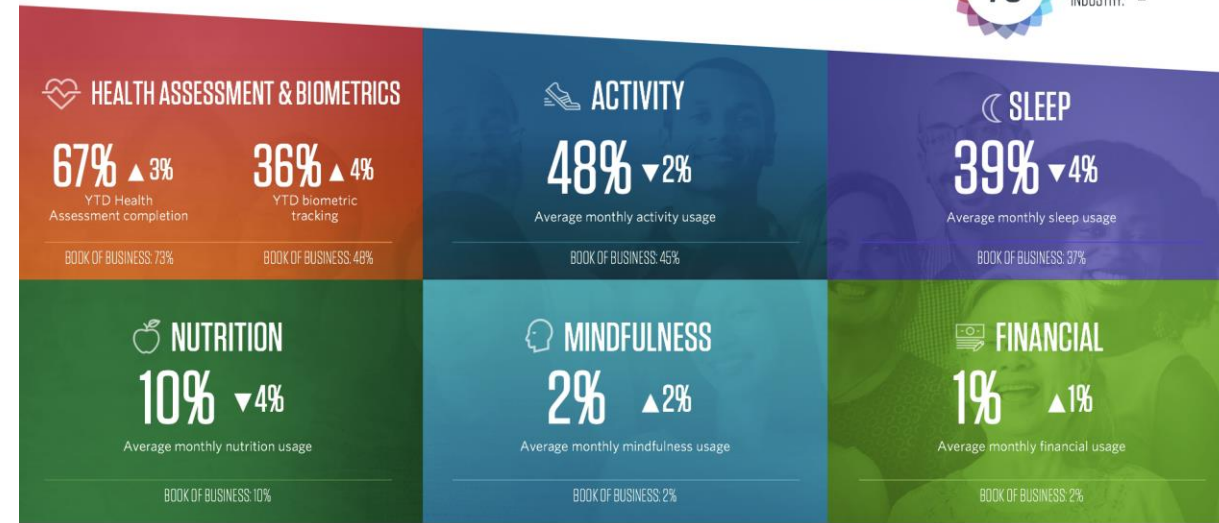 INDUSTRY:
HEALTH ASSESSMENT & BIOMETRICS
67% ▲ 3%
YTD Health
Assessment completion
BOOK OF BUSINESS: 73%
36% ▲ 4%
YTD biometric
tracking
BOOK OF BUSINESS: 48%
ACTIVITY
48% ▼2%
Average monthly activity usage
BOOK OF BUSINESS: 45%
SLEEP
39% ▼4%
Average monthly sleep usage
BOOK OF BUSINESS: 37%
NUTRITION
10% ▼4%
Average monthly nutrition usage
BOOK OF BUSINESS: 10%
MINDFULNESS
2% ▲2%
Average monthly mindfulness usage
BOOK OF BUSINESS: 2%
FINANCIAL
1% ▲1%
Average monthly financial usage
BOOK OF BUSINESS: 2%